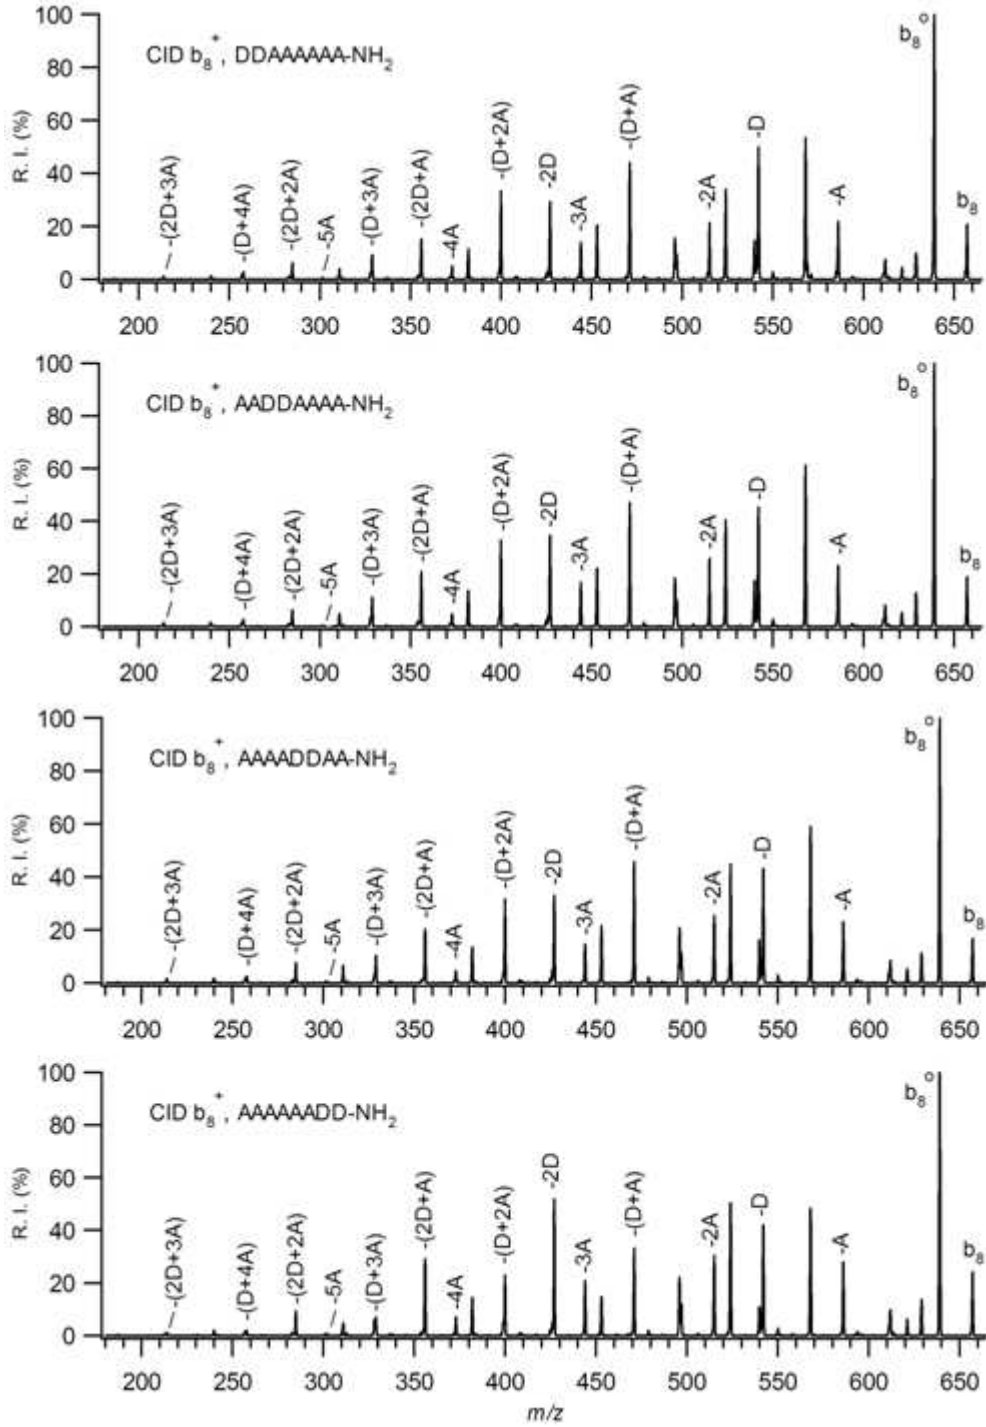 CID b8+, DDAAAAAA-NH2
R. I. (%)
100
80
60
40
20
0
-(2D+3A)
-(D+4A)
-(2D+2A)
-5A
-(D+3A)
-(2D+A)
-4A
-(D+2A)
-2D
-3A
-(D+A)
-2A
-D
-A
b8o
b8
200 250 300 350 400 450 500 550 600 650
CID b8+, AADDAAAA-NH2
R. I. (%)
100
80
60
40
20
0
-(2D+3A)
-(D+4A)
-(2D+2A)
-5A
-(D+3A)
-(2D+A)
-4A
-(D+2A)
-2D
-3A
-(D+A)
-2A
-D
-A
b8o
b8
200 250 300 350 400 450 500 550 600 650
CID b8+, AAAADDAA-NH2
R. I. (%)
100
80
60
40
20
0
-(2D+3A)
-(D+4A)
-(2D+2A)
-5A
-(D+3A)
-(2D+A)
-4A
-(D+2A)
-2D
-3A
-(D+A)
-2A
-D
-A
b8o
b8
200 250 300 350 400 450 500 550 600 650
CID b8+, AAAAAADD-NH2
R. I. (%)
100
80
60
40
20
0
-(2D+3A)
-(D+4A)
-(2D+2A)
-5A
-(D+3A)
-(2D+A)
-4A
-(D+2A)
-2D
-3A
-(D+A)
-2A
-D
-A
b8o
b8
200 250 300 350 400 450 500 550 600 650
m/z